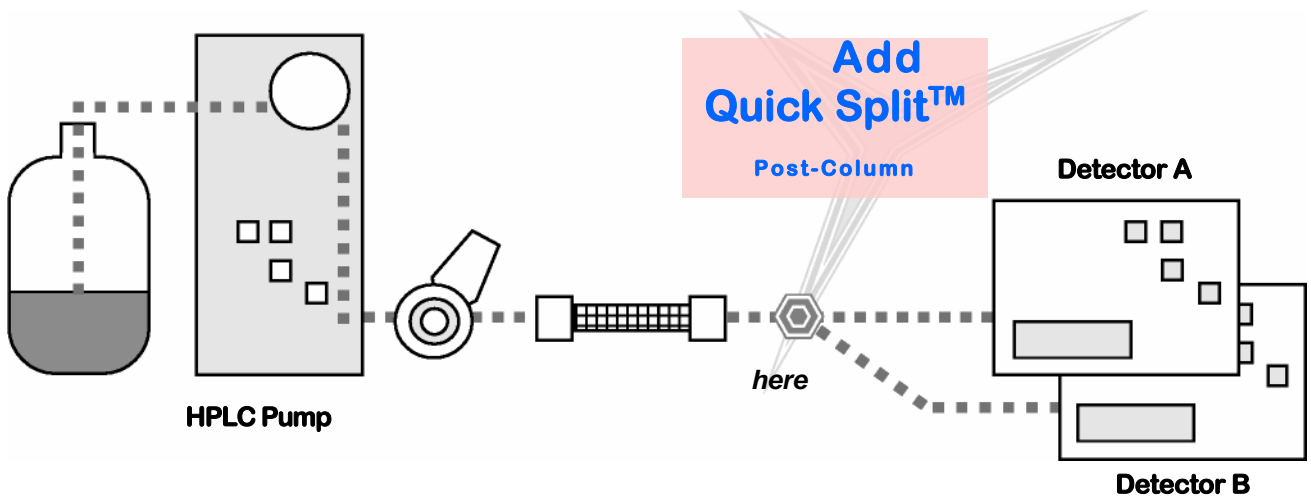 Add
Quick Split™
Post-Column
Detector A
here
HPLC Pump
Detector B